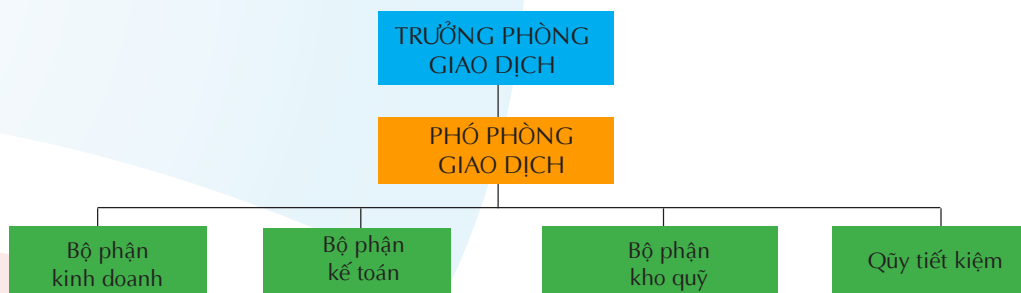 TRƯỞNG PHÒNG
GIAO DỊCH
PHÓ PHÒNG
GIAO DỊCH
Bộ phận
kinh doanh
Bộ phận
kế toán
Bộ phận
kho quỹ
Qũy tiết kiệm